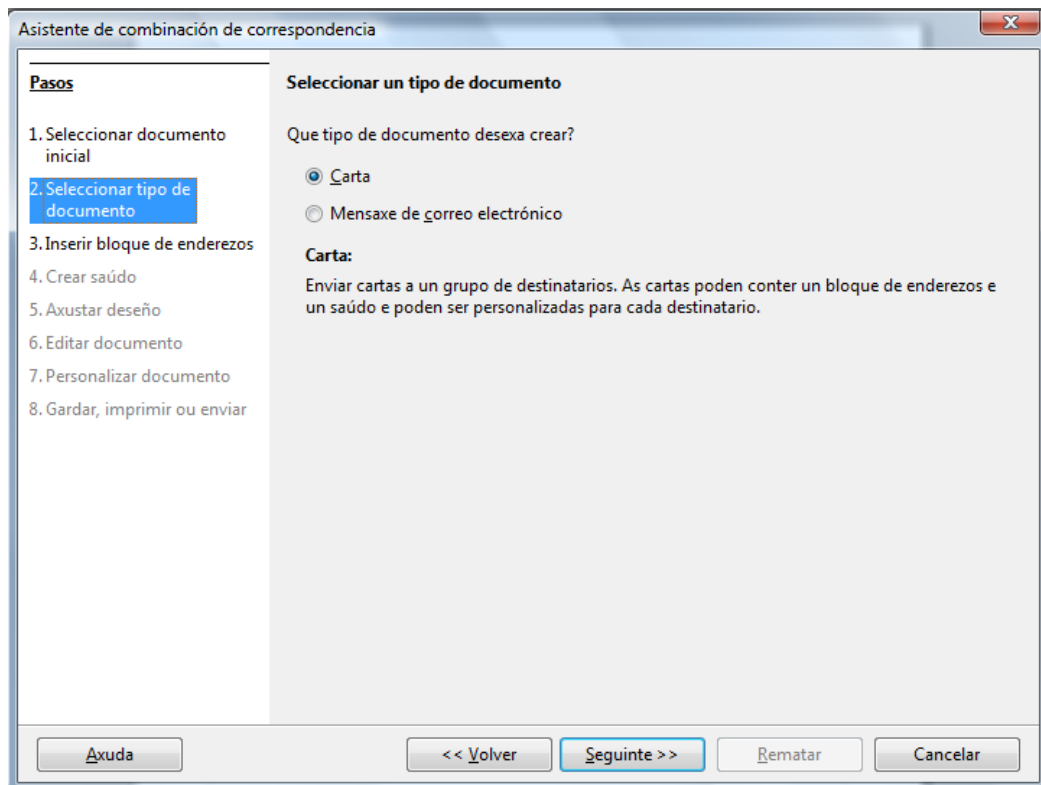 Asistente de combinación de correspondencia
Pasos
1. Seleccionar documento
inicial
2. Seleccionar tipo de
documento
3. Inserir bloque de enderezos
4. Crear saúdo
5. Axustar deseño
6. Editar documento
7. Personalizar documento
8. Gardar, imprimir ou enviar
Seleccionar un tipo de documento
Que tipo de documento desexa crear?
Carta
Mensaxe de correo electrónico
Carta:
Enviar cartas a un grupo de destinatarios. As cartas poden conter un bloque de enderezos e
un saúdo e poden ser personalizadas para cada destinatario.
Axuda
<< Volver
Seguinte >>
Rematar
Cancelar